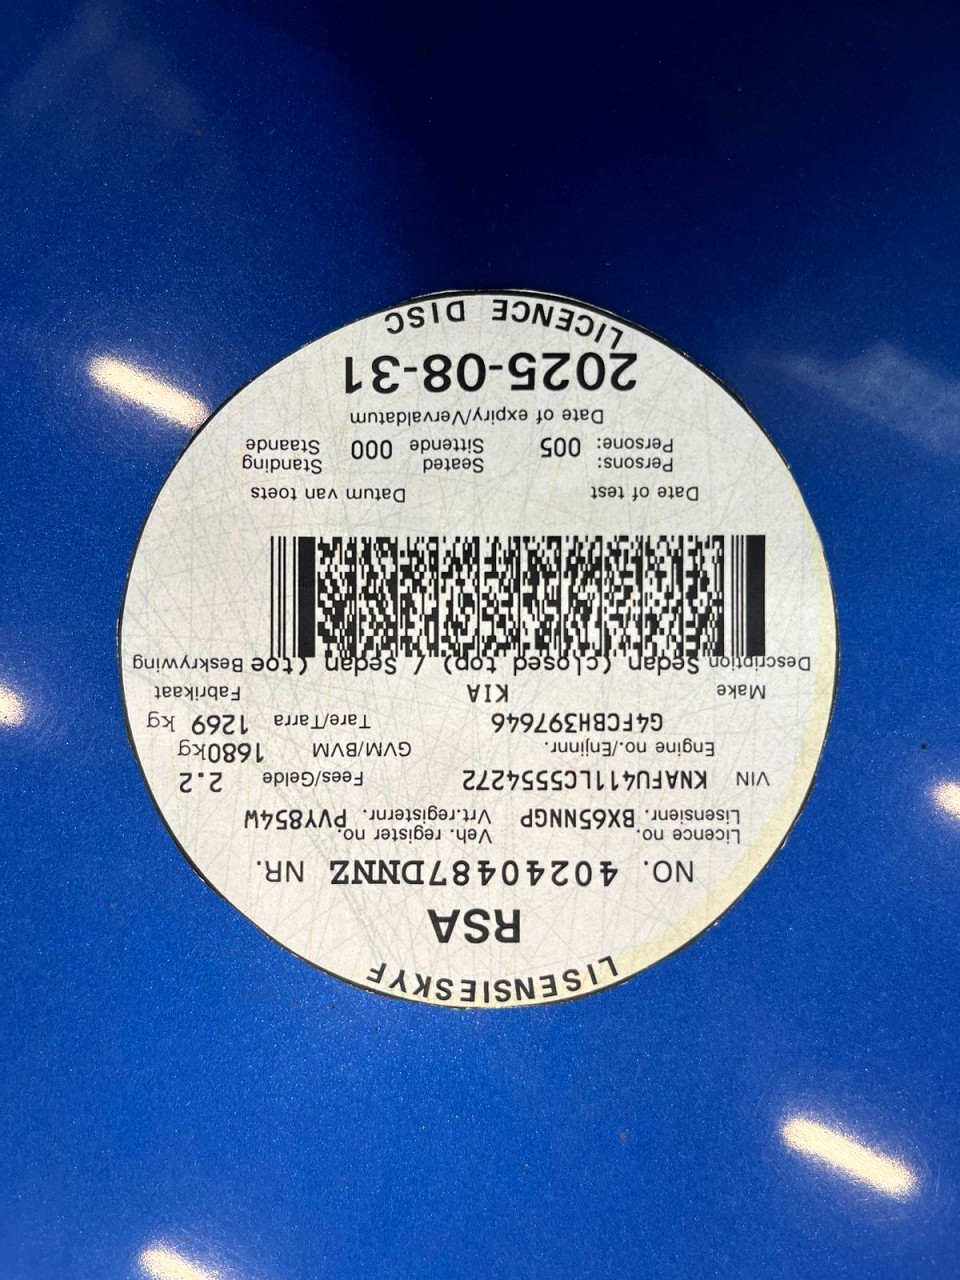 LISENSIESKYF
RSA
NO. 40240487DNNZ NR.
Licence no. Veh. register no.
Lisensienr. BX65NNGP Vrt.registernr. PVY854W
VIN KNAFU411LC5554272 Fees/Gelde 2.2
Engine no./Enjinnr. GVM/BVM 1680kg
G4FCBH397646 Tare/Tarra 1269 kg
Make KIA Fabrikaat
Description Sedan (closed top) / Sedan (toe Beskrywing
Date of test Datum van toets
Persons: Seated Standing
Persone: 005 Sittende 000 Staande
Date of expiry/Vervaldatum
2025-08-31
LICENCE DISC